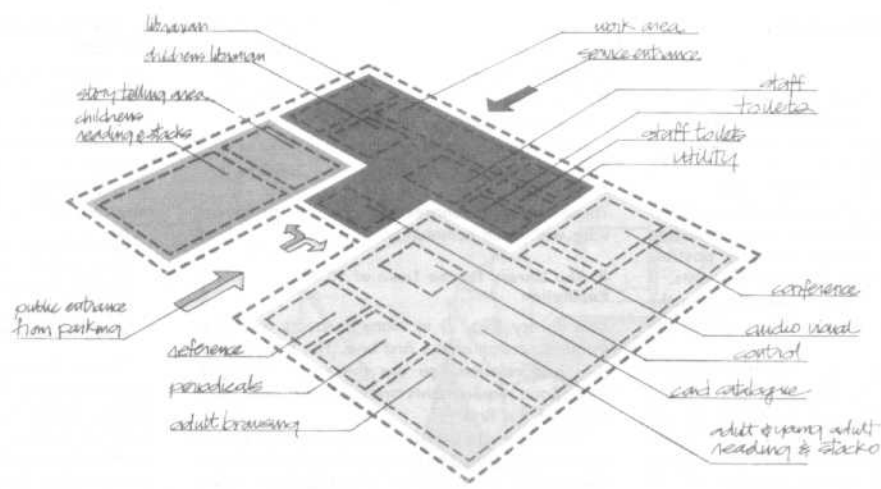 librarian
childrens librarian
story telling area
childrens
reading & stacks
work area
service entrance
staff
toilets
staff toilets
utility
public entrance
from parking
reference
periodicals
adult browsing
conference
audio visual
control
card catalogue
adult & young adult
reading & stacks